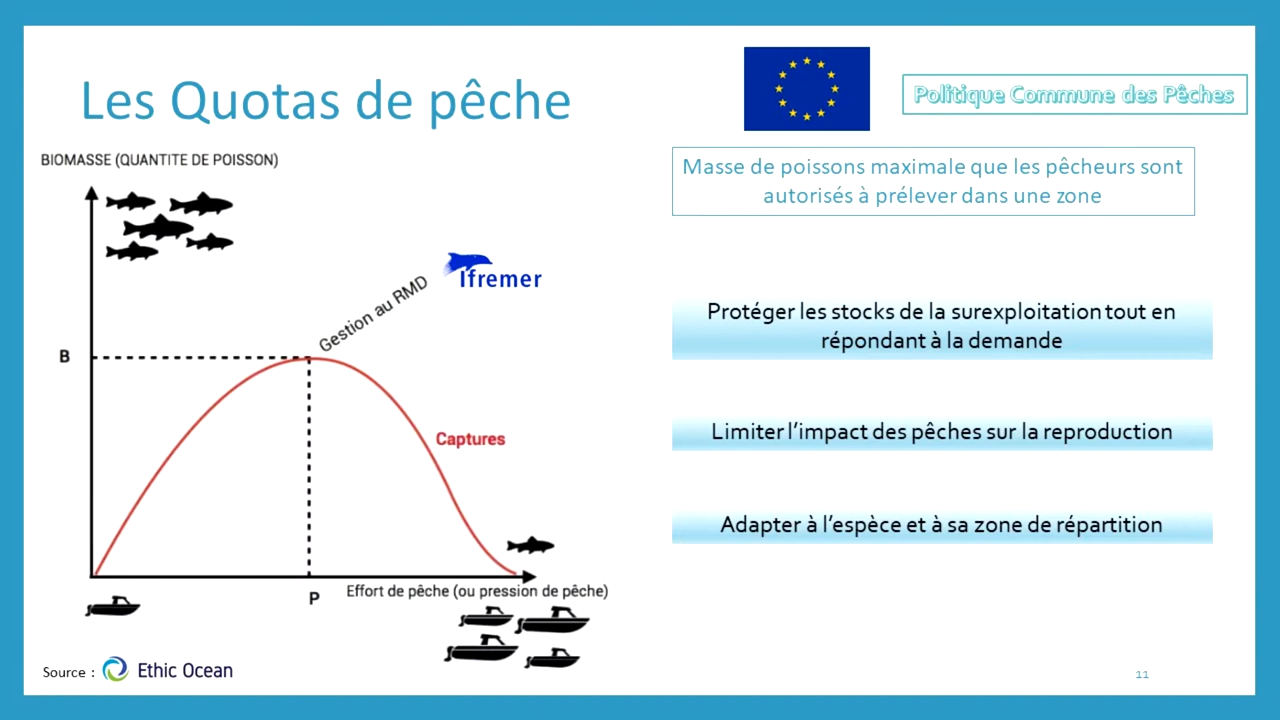 Les Quotas de pêche
Politique Commune des Pêches
BIOMASSE (QUANTITE DE POISSON)
Masse de poissons maximale que les pêcheurs sont
autorisés à prélever dans une zone
Ifremer
Gestion au RMD
B
Captures
P
Effort de pêche (ou pression de pêche)
Protéger les stocks de la surexploitation tout en
répondant à la demande
Limiter l'impact des pêches sur la reproduction
Adapter à l'espèce et à sa zone de répartition
Source :
Ethic Ocean
11